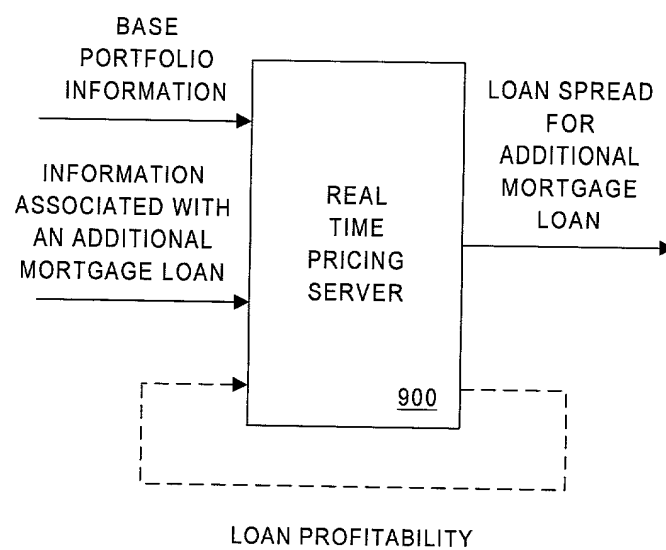 BASE
PORTFOLIO
INFORMATION
INFORMATION
ASSOCIATED WITH
AN ADDITIONAL
MORTGAGE LOAN
REAL
TIME
PRICING
SERVER
900
LOAN SPREAD
FOR
ADDITIONAL
MORTGAGE
LOAN
LOAN PROFITABILITY